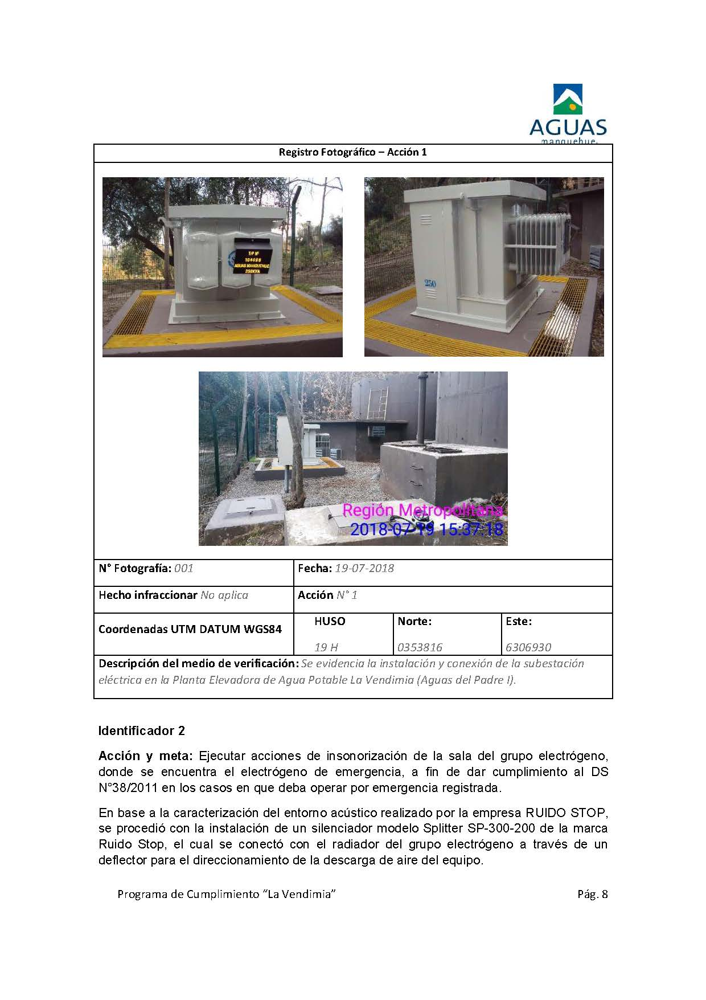 AGUAS
manquehue
Registro Fotográfico – Acción 1
T/P Nº
104498
AGUAS MANQUEHUE
250KVA
250
Región Metropolitana
2018-07-19 15:37:18
N° Fotografía: 001
Fecha: 19-07-2018
Hecho infraccionar No aplica
Acción N° 1
Coordenadas UTM DATUM WGS84
HUSO
19 H
Norte:
0353816
Este:
6306930
Descripción del medio de verificación: Se evidencia la instalación y conexión de la subestación
eléctrica en la Planta Elevadora de Agua Potable La Vendimia (Aguas del Padre I).
Identificador 2
Acción y meta: Ejecutar acciones de insonorización de la sala del grupo electrógeno,
donde se encuentra el electrógeno de emergencia, a fin de dar cumplimiento al DS
N°38/2011 en los casos en que deba operar por emergencia registrada.
En base a la caracterización del entorno acústico realizado por la empresa RUIDO STOP,
se procedió con la instalación de un silenciador modelo Splitter SP-300-200 de la marca
Ruido Stop, el cual se conectó con el radiador del grupo electrógeno a través de un
deflector para el direccionamiento de la descarga de aire del equipo.
Programa de Cumplimiento “La Vendimia”
Pág. 8